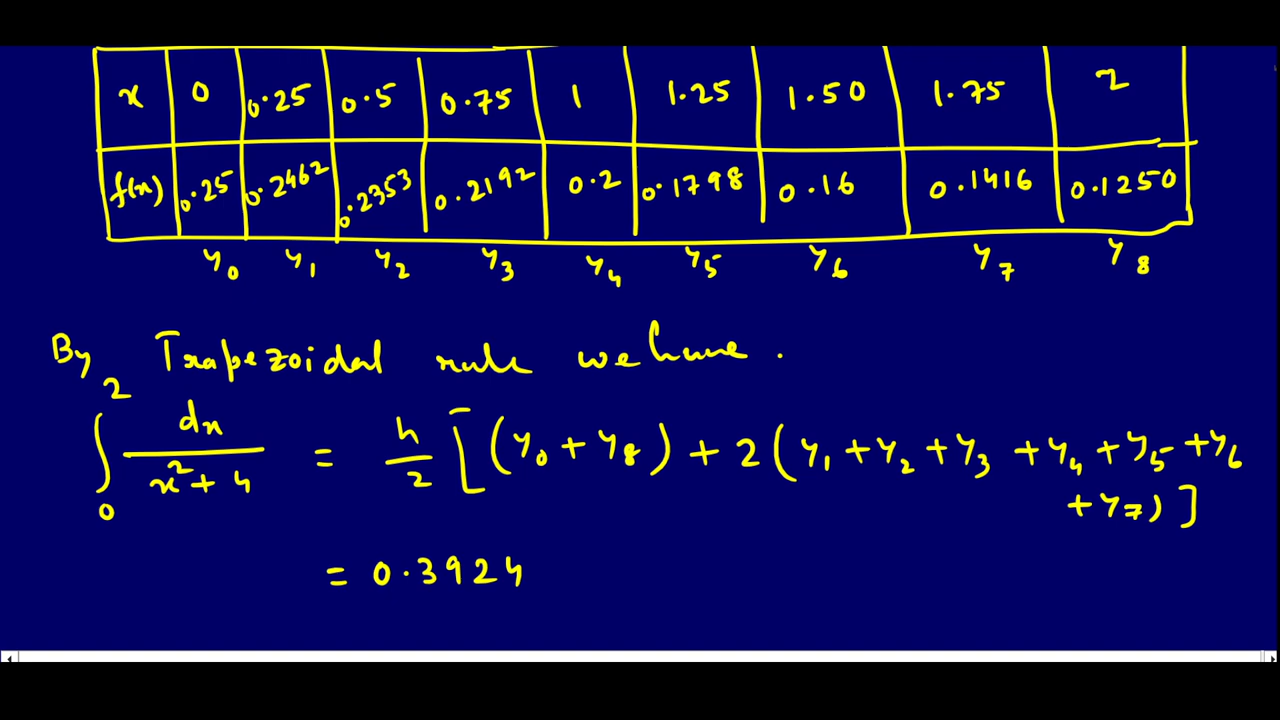 x 0 0.25 0.5 0.75 1 1.25 1.50 1.75 2
f(x) 0.25 0.2462 0.2353 0.2192 0.2 0.1798 0.16 0.1416 0.1250
y₀ y₁ y₂ y₃ y₄ y₅ y₆ y₇ y₈
By Trapezoidal rule we have .
∫₀² dx/(x²+4) = h/2 [(y₀ + y₈) + 2(y₁ + y₂ + y₃ + y₄ + y₅ + y₆
+ y₇)]
= 0.3924